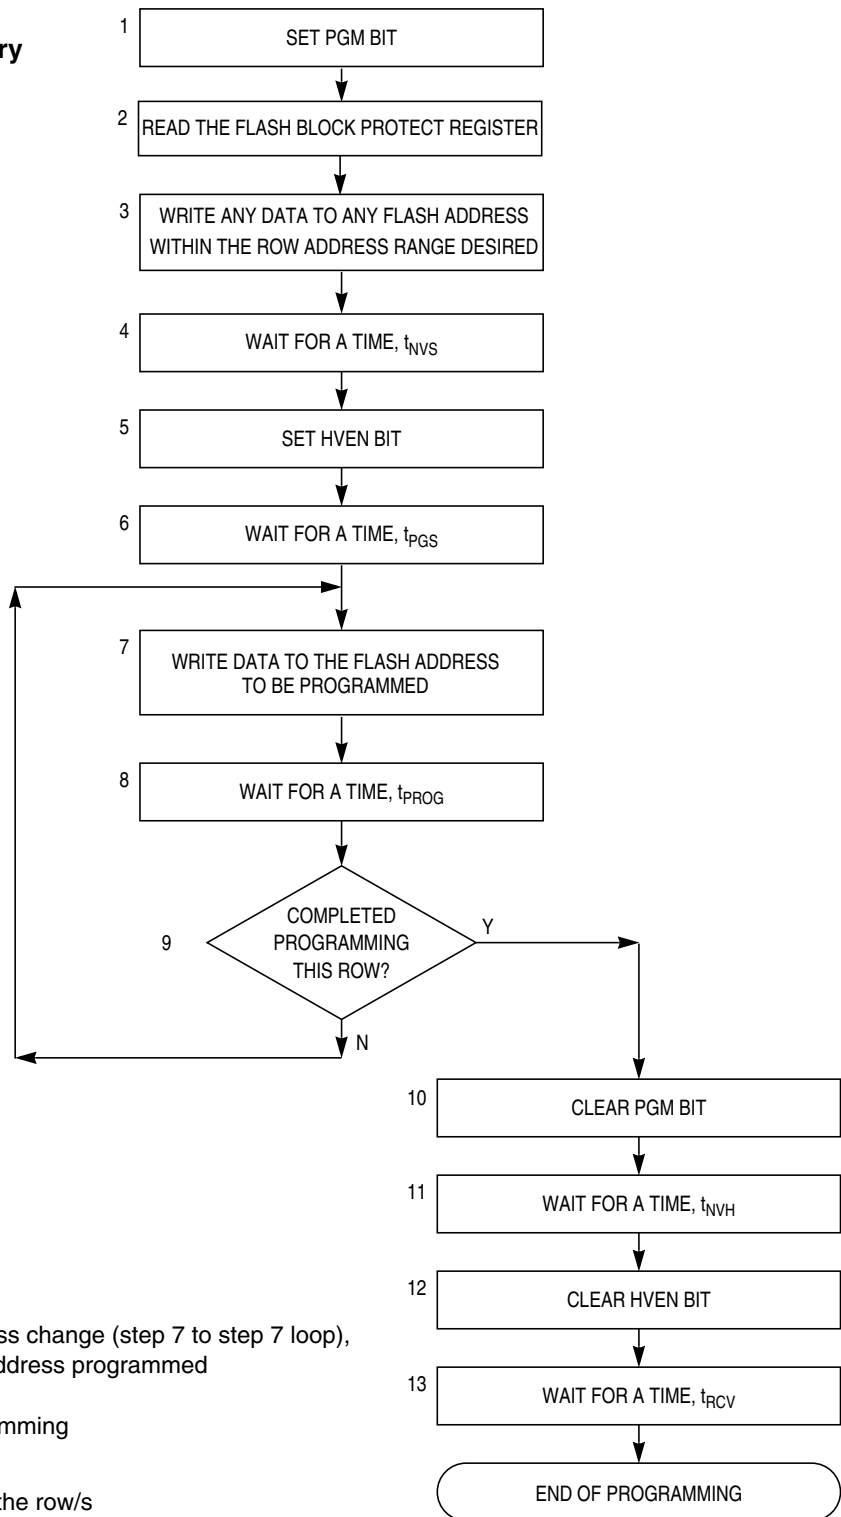 1
SET PGM BIT
2
READ THE FLASH BLOCK PROTECT REGISTER
3
WRITE ANY DATA TO ANY FLASH ADDRESS
WITHIN THE ROW ADDRESS RANGE DESIRED
4
WAIT FOR A TIME, tNVS
5
SET HVEN BIT
6
WAIT FOR A TIME, tPGS
7
WRITE DATA TO THE FLASH ADDRESS
TO BE PROGRAMMED
8
WAIT FOR A TIME, tPROG
9
COMPLETED
PROGRAMMING
THIS ROW?
Y
N
10
CLEAR PGM BIT
11
WAIT FOR A TIME, tNVH
12
CLEAR HVEN BIT
13
WAIT FOR A TIME, tRCV
END OF PROGRAMMING
change (step 7 to step 7 loop),
programmed
the row/s